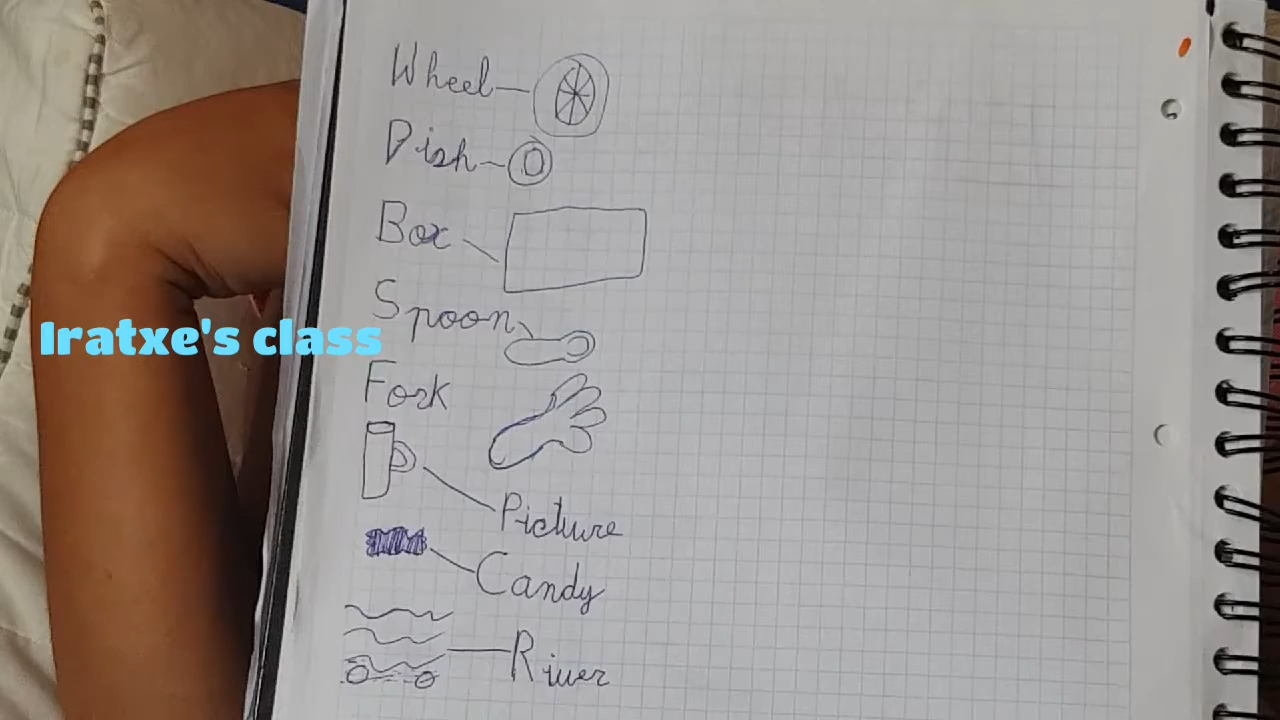 Wheel
Dish
Box
Spoon
Iratxe's class
Fork
Picture
Candy
River